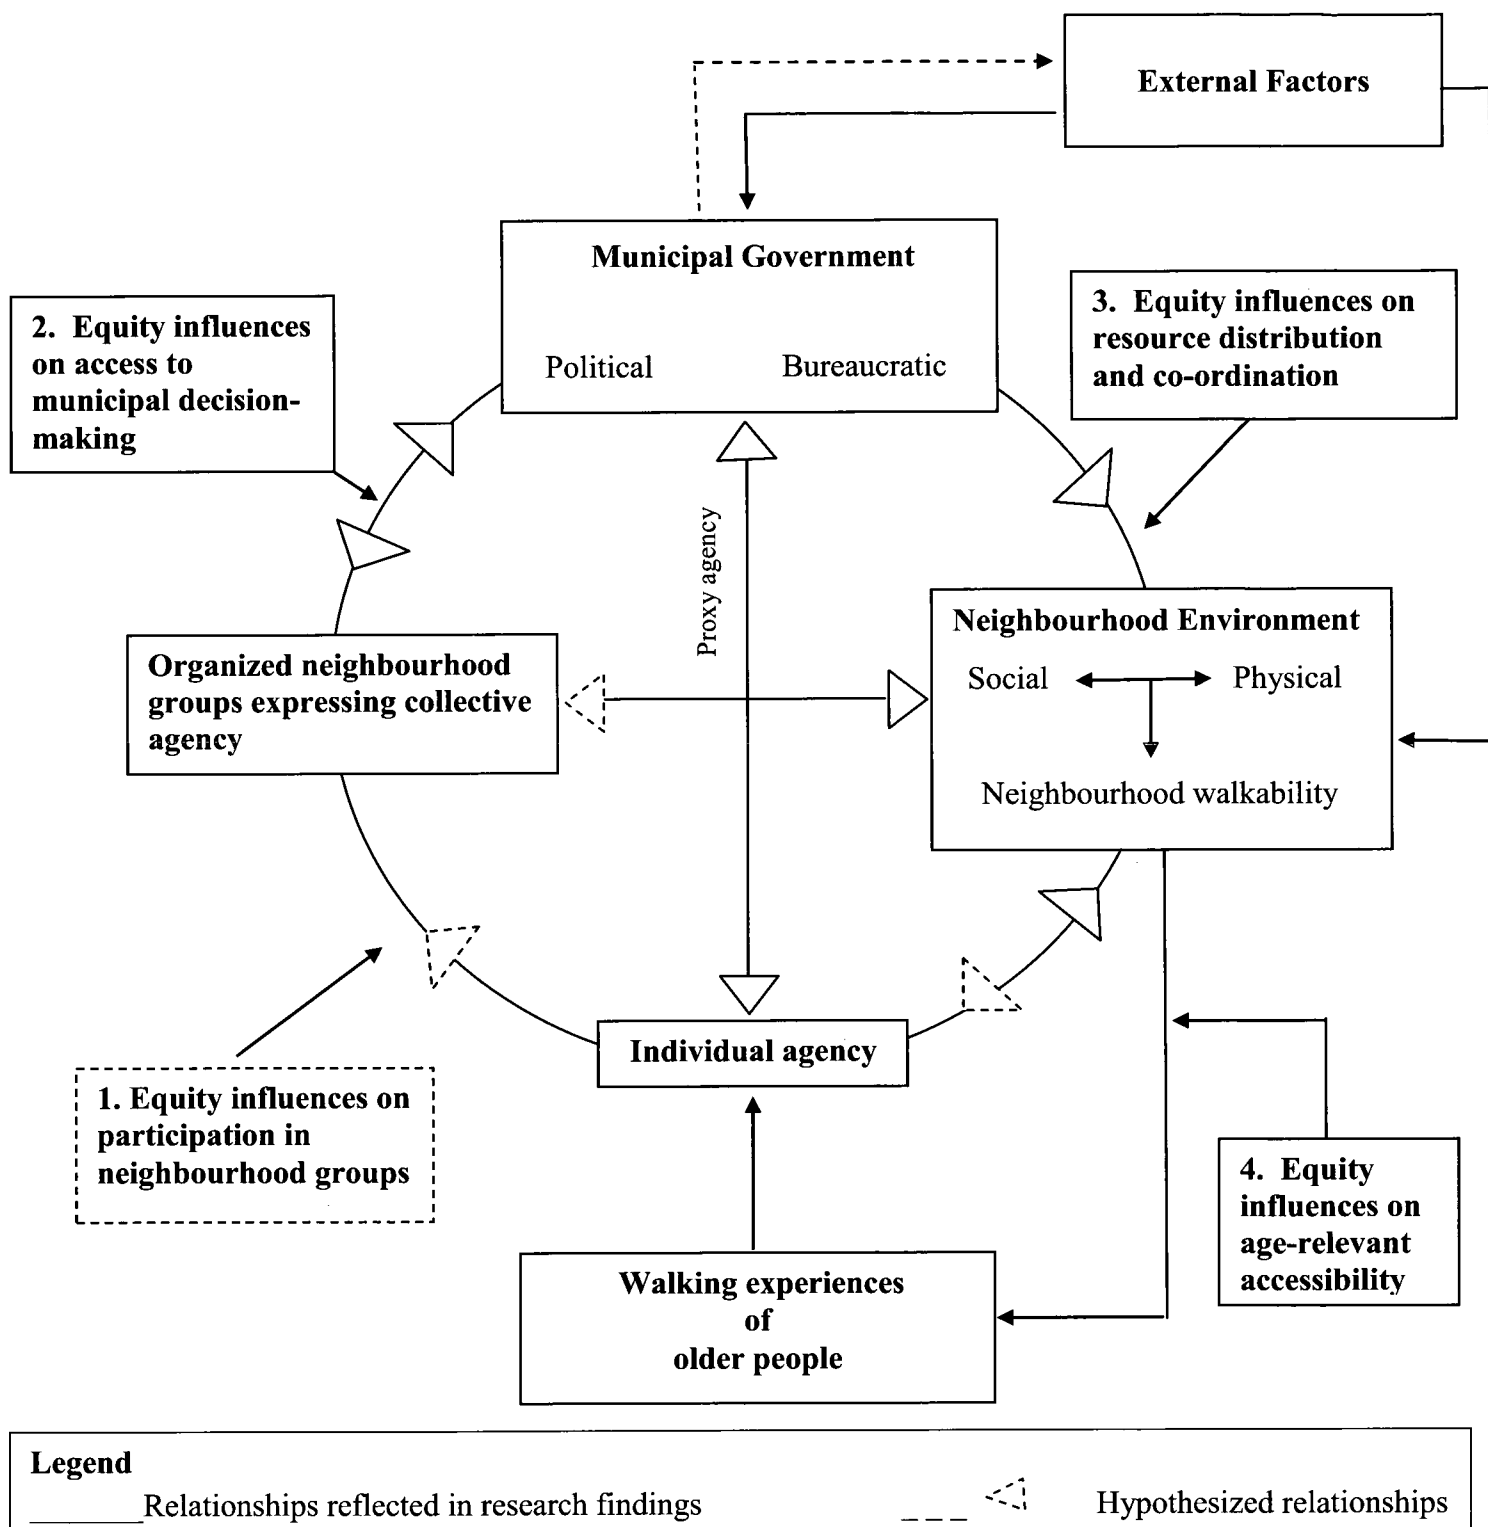 External Factors
Municipal Government
Political
Bureaucratic
2. Equity influences
on access to
municipal decision-
making
3. Equity influences on
resource distribution
and co-ordination
Proxy agency
Organized neighbourhood
groups expressing collective
agency
Neighbourhood Environment
Social
Physical
Neighbourhood walkability
Individual agency
1. Equity influences on
participation in
neighbourhood groups
4. Equity
influences on
age-relevant
accessibility
Walking experiences
of
older people
Legend
Relationships reflected in research findings
Hypothesized relationships